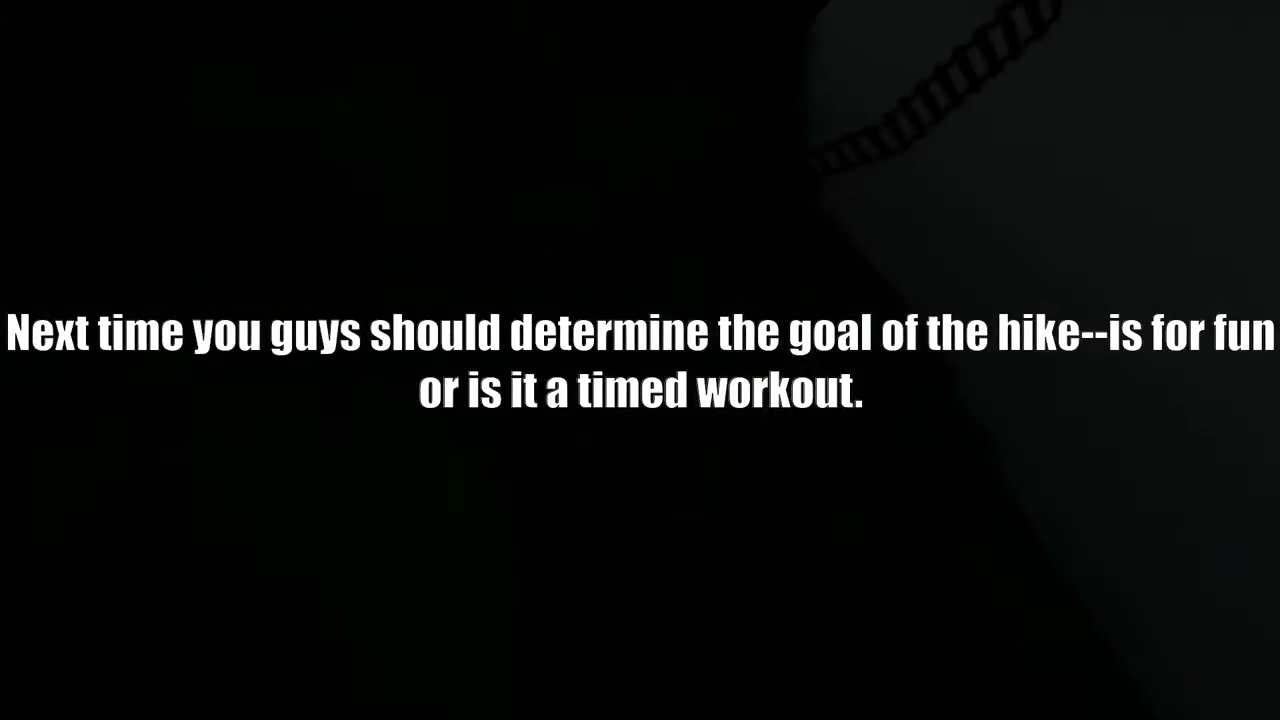 Next time you guys should determine the goal of the hike--is for fun
or is it a timed workout.